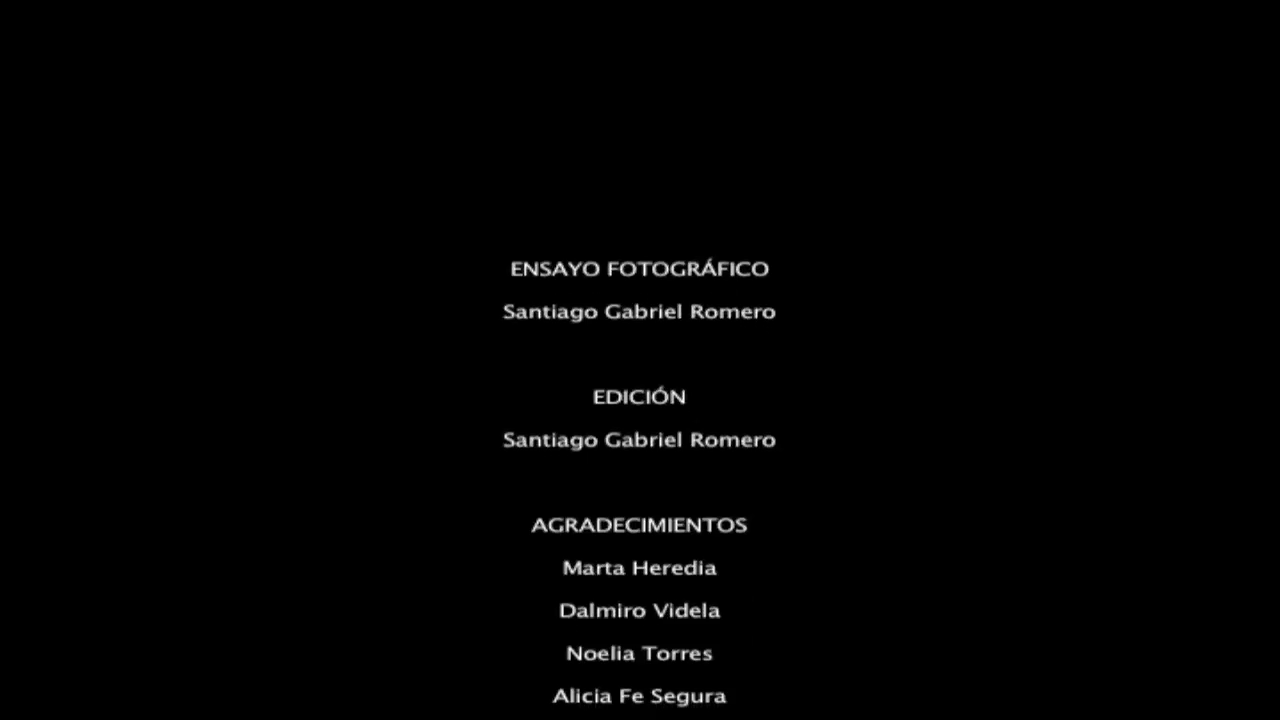 ENSAYO FOTOGRÁFICO
Santiago Gabriel Romero
EDICIÓN
Santiago Gabriel Romero
AGRADECIMIENTOS
Marta Heredia
Dalmiro Videla
Noelia Torres
Alicia Fe Segura